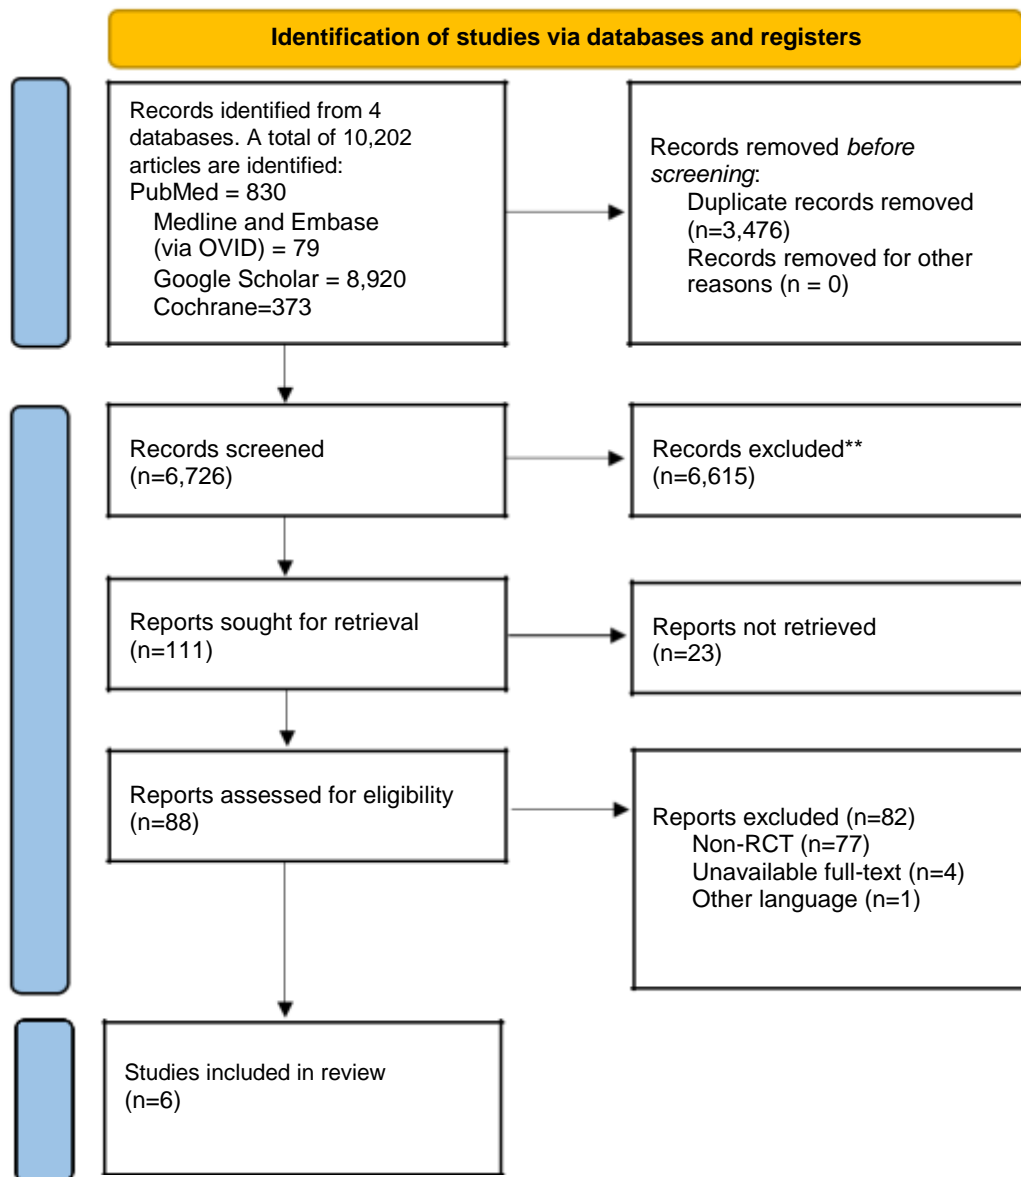 Identification of studies via databases and registers
Records identified from 4
databases. A total of 10,202
articles are identified:
PubMed = 830
Medline and Embase
(via OVID) = 79
Google Scholar = 8,920
Cochrane=373
Records removed before
screening:
Duplicate records removed
(n=3,476)
Records removed for other
reasons (n = 0)
Records screened
(n=6,726)
Records excluded**
(n=6,615)
Reports sought for retrieval
(n=111)
Reports not retrieved
(n=23)
Reports assessed for eligibility
(n=88)
Reports excluded (n=82)
Non-RCT (n=77)
Unavailable full-text (n=4)
Other language (n=1)
Studies included in review
(n=6)